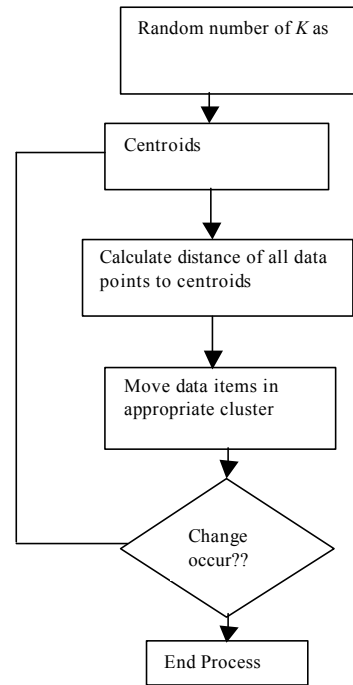 Random number of K as
Centroids
Calculate distance of all data
points to centroids
Move data items in
appropriate cluster
Change
occur??
End Process